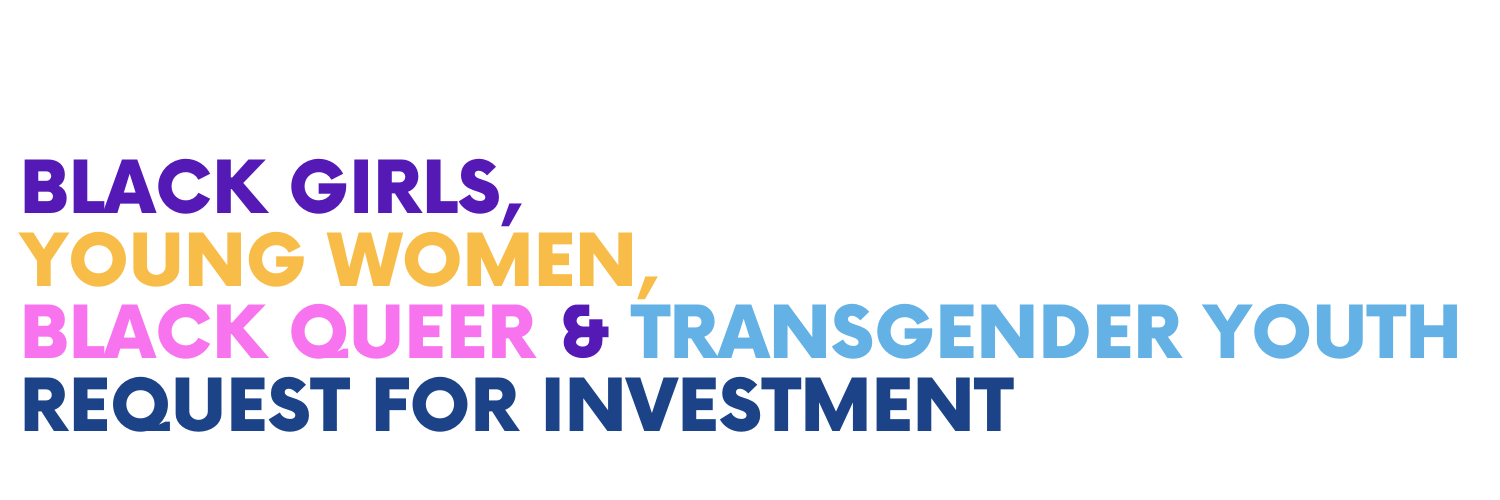 BLACK GIRLS,
YOUNG WOMEN,
BLACK QUEER & TRANSGENDER YOUTH
REQUEST FOR INVESTMENT